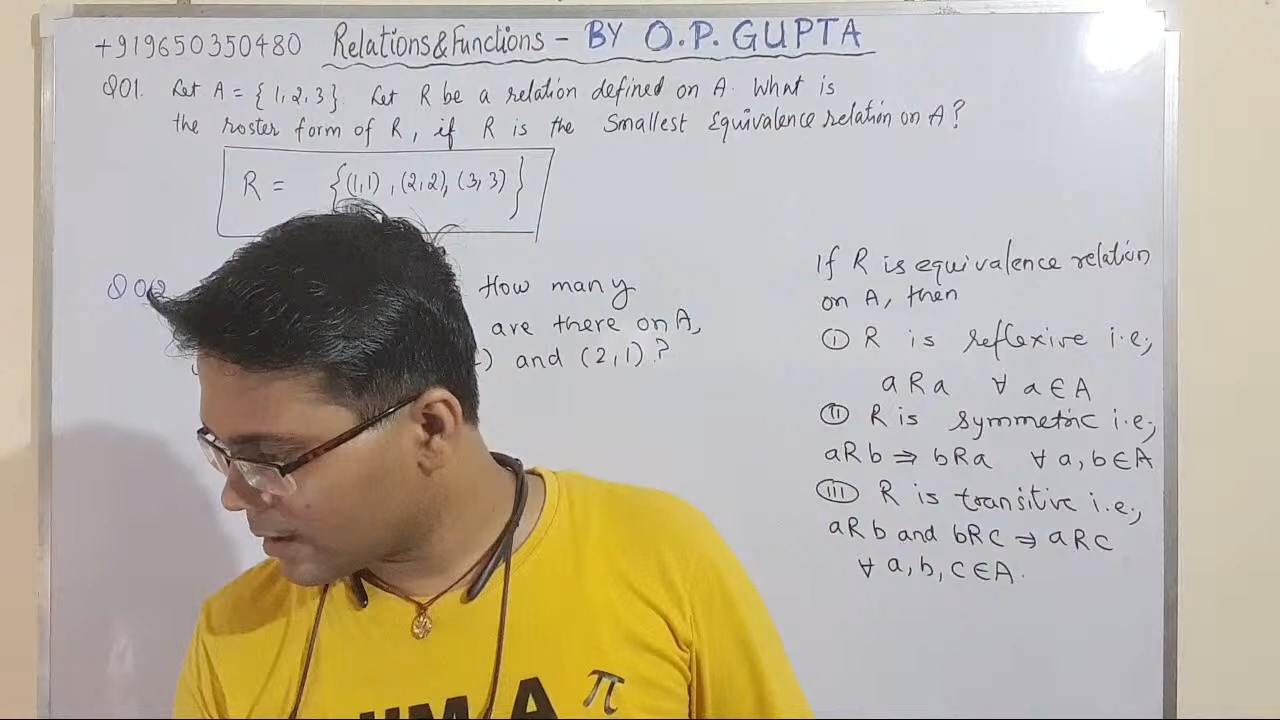 +919650350480 Relations & Functions - BY O.P. GUPTA
Q01. Let A = { 1, 2, 3 }. Let R be a relation defined on A. What is
the roster form of R, if R is the Smallest Equivalence relation on A?
R = {(1,1), (2,2), (3,3)}
How many
are there on A,
) and (2,1)?
If R is equivalence relation
on A, then
(i) R is reflexive i.e.,
a R a ∀ a ∈ A
(ii) R is symmetric i.e.,
aRb ⇒ bRa ∀ a, b ∈ A
(iii) R is transitive i.e.,
aRb and bRc ⇒ aRc
∀ a, b, c ∈ A.
A π